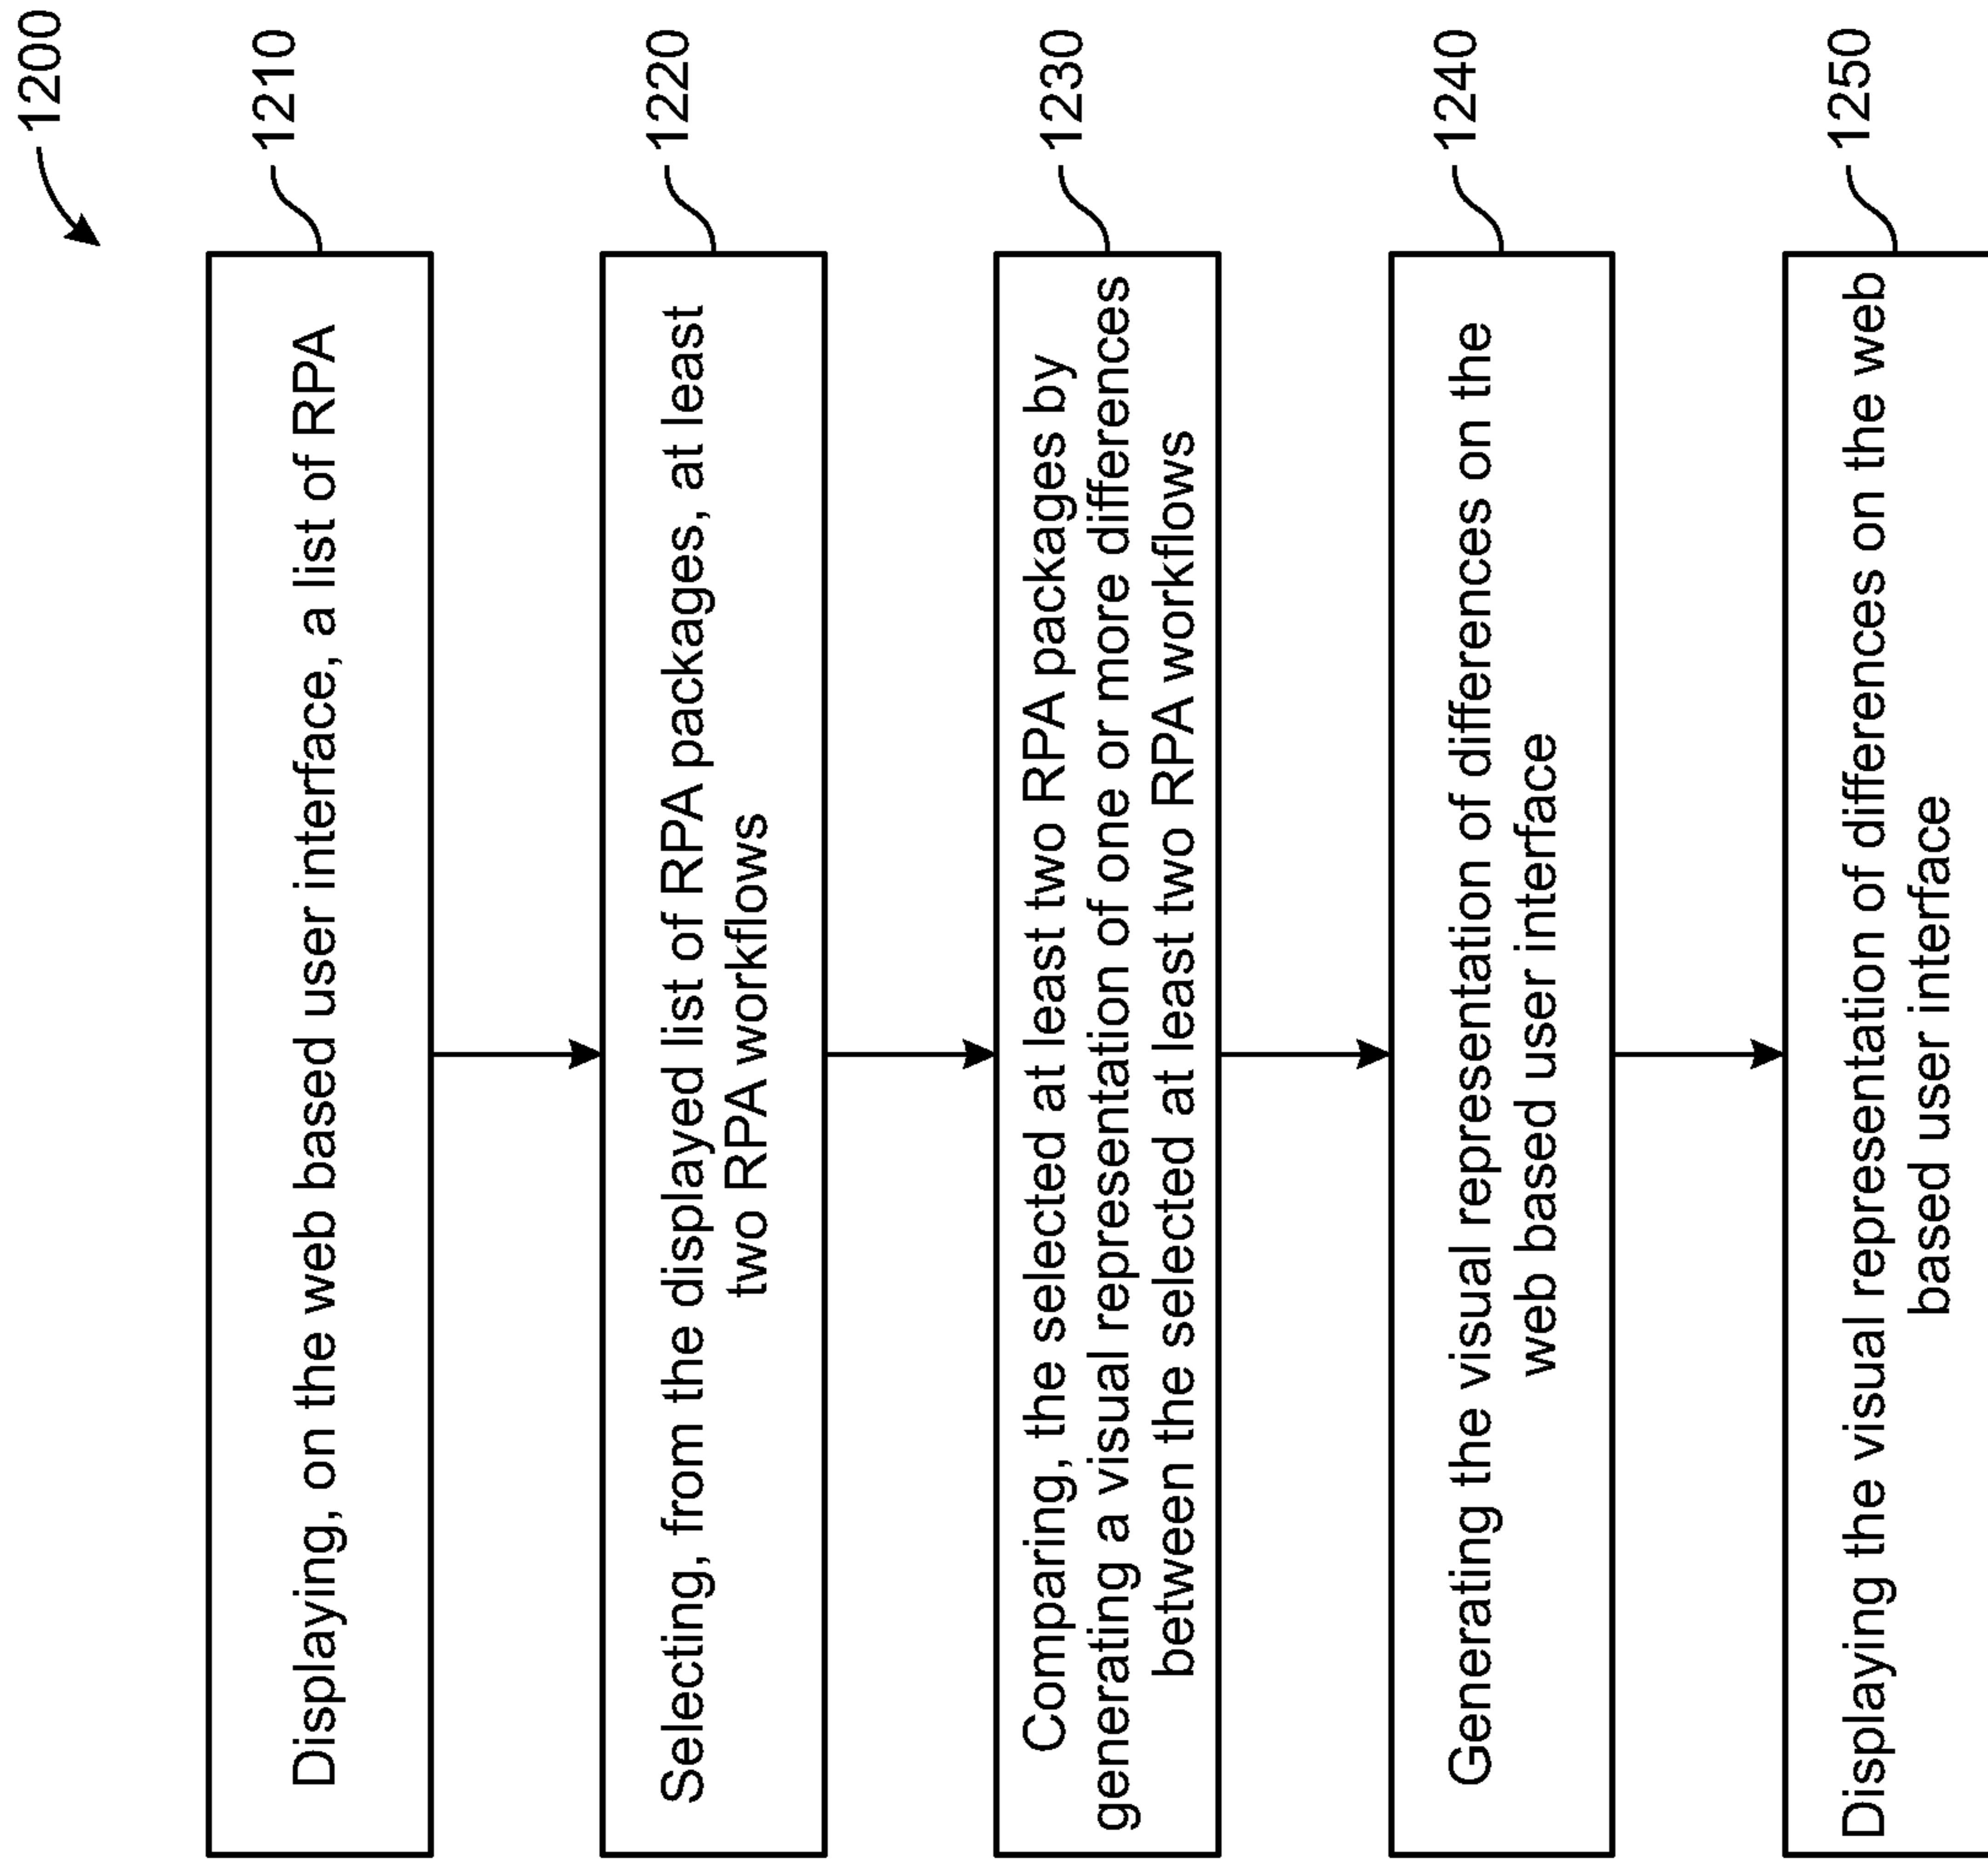 1200
Displaying, on the web based user interface, a list of RPA
1210
Selecting, from the displayed list of RPA packages, at least
two RPA workflows
1220
Comparing, the selected at least two RPA packages by
generating a visual representation of one or more differences
between the selected at least two RPA workflows
1230
Generating the visual representation of differences on the
web based user interface
1240
Displaying the visual representation of differences on the web
based user interface
1250